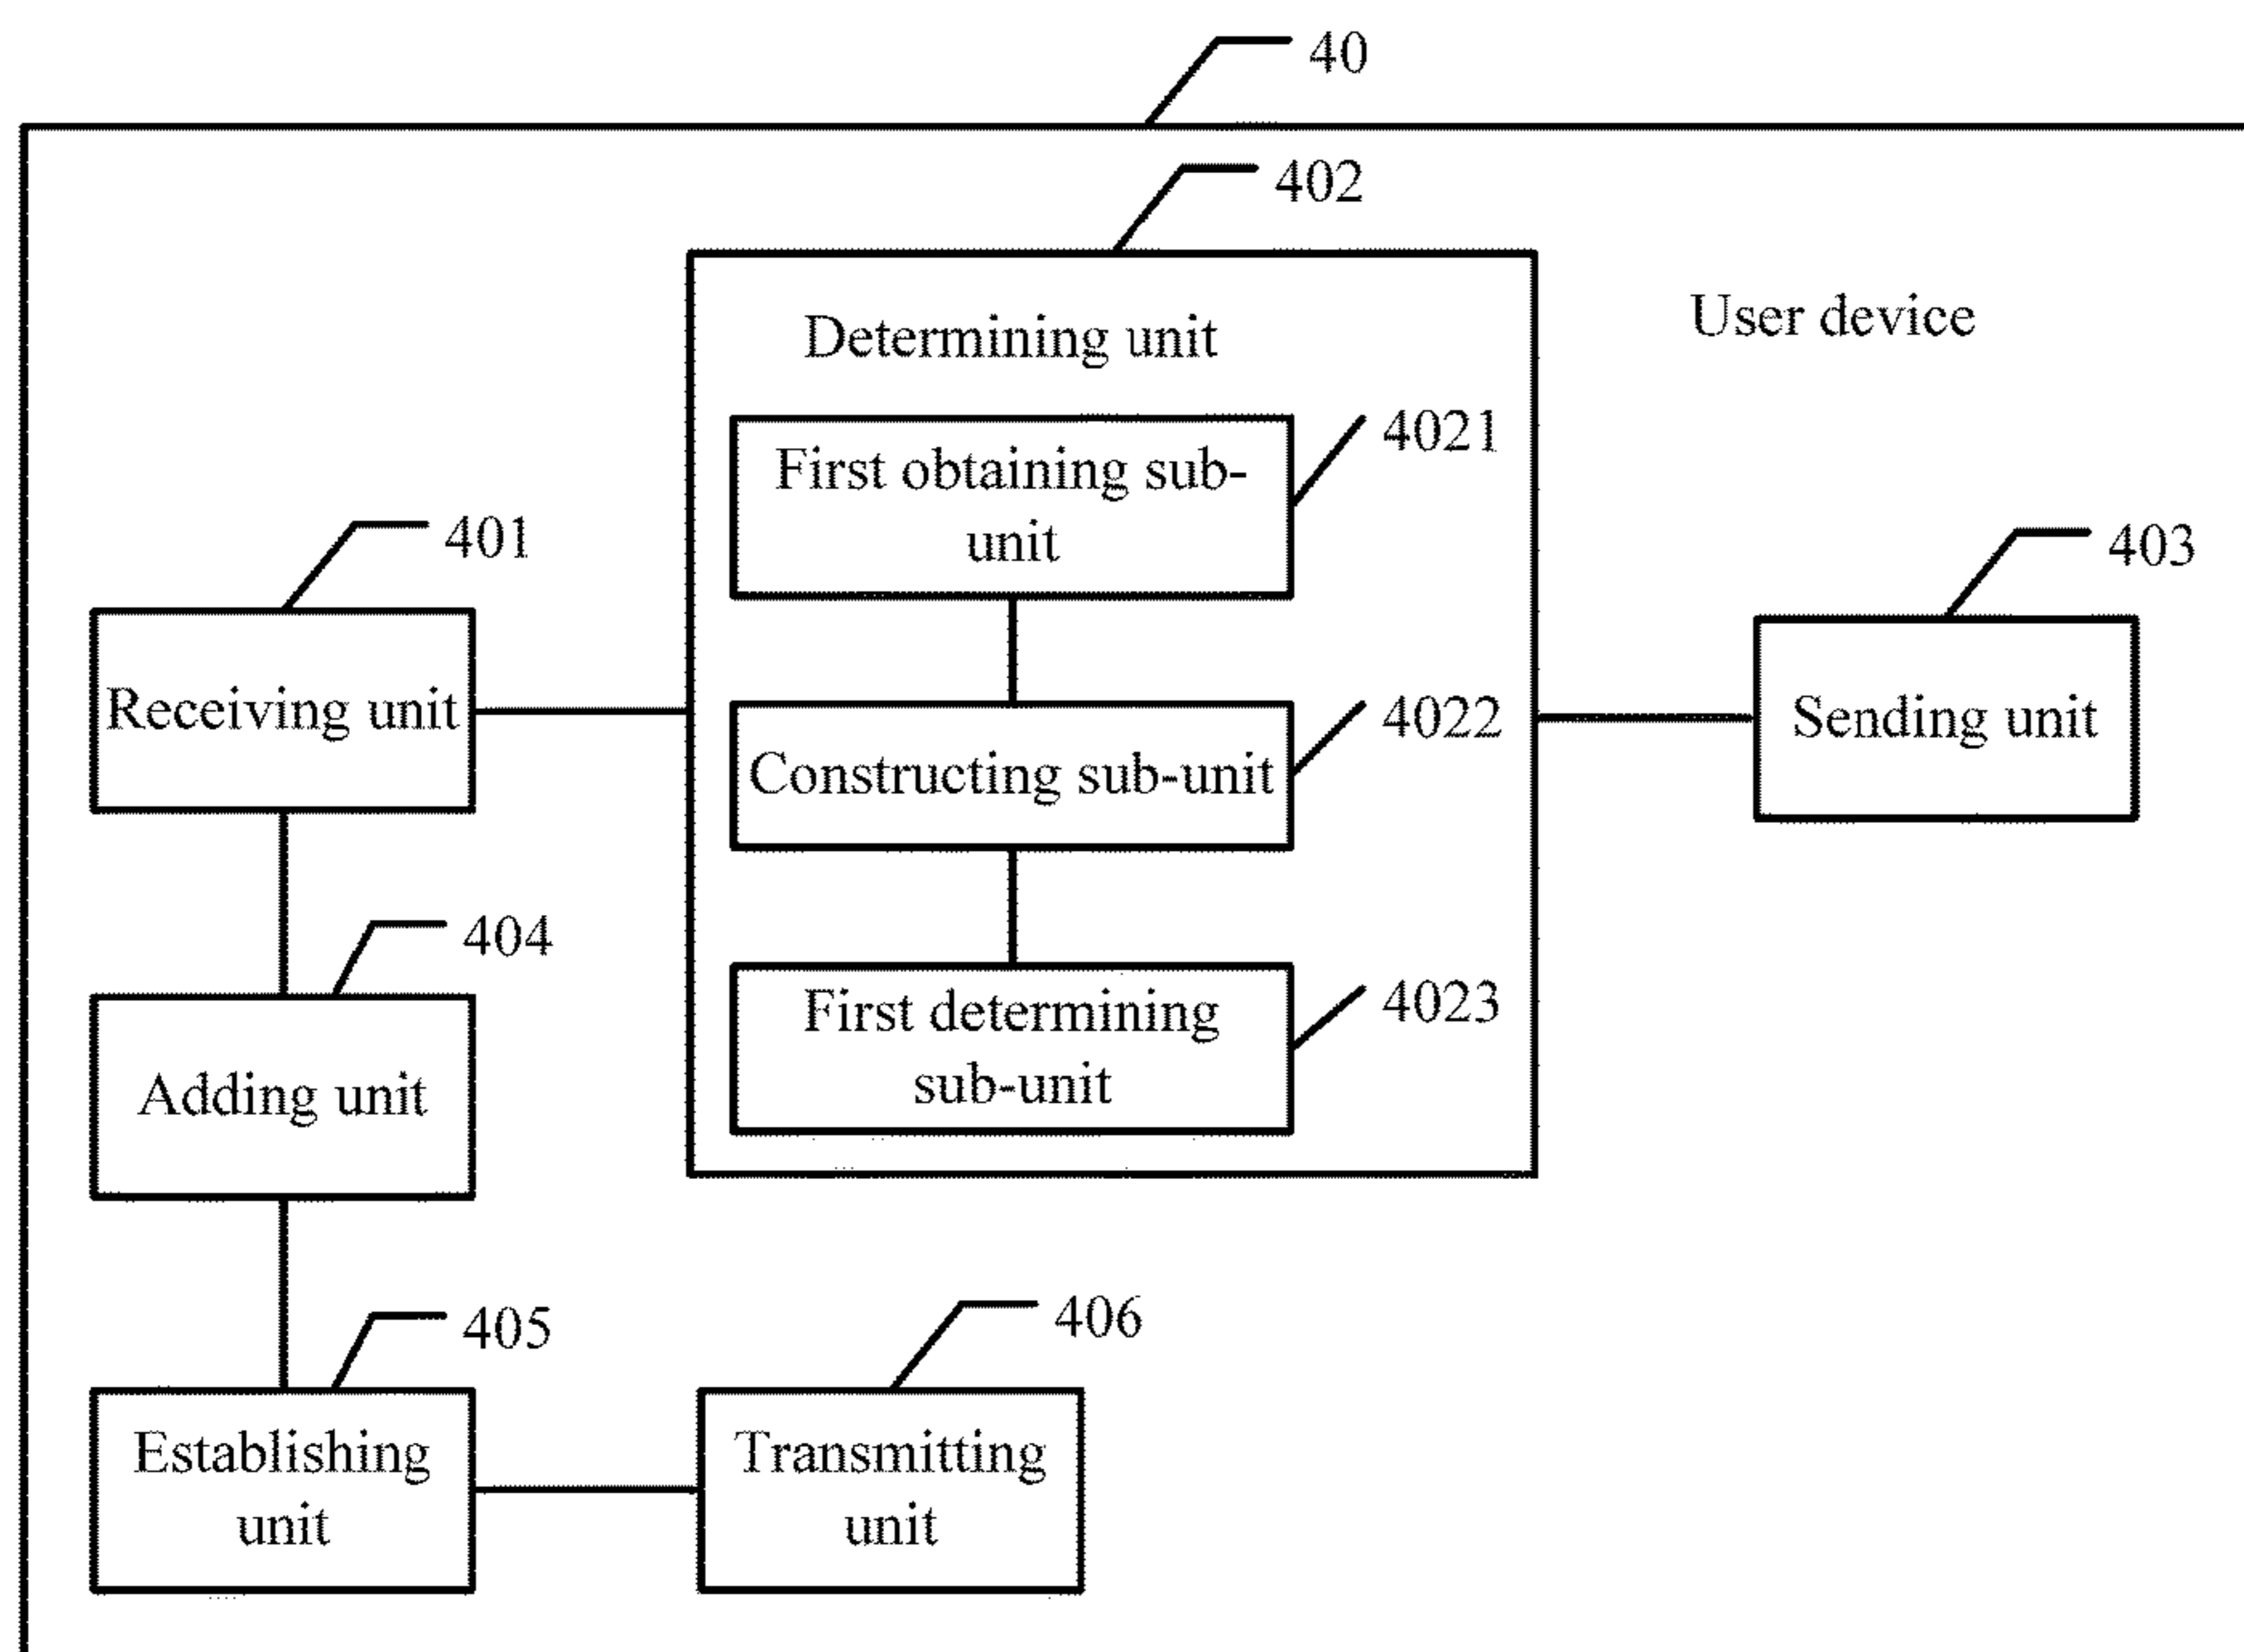 40
402
User device
Determining unit
4021
First obtaining sub-
unit
401
403
Receiving unit
4022
Constructing sub-unit
Sending unit
404
4023
First determining
sub-unit
Adding unit
405
406
Establishing
unit
Transmitting
unit